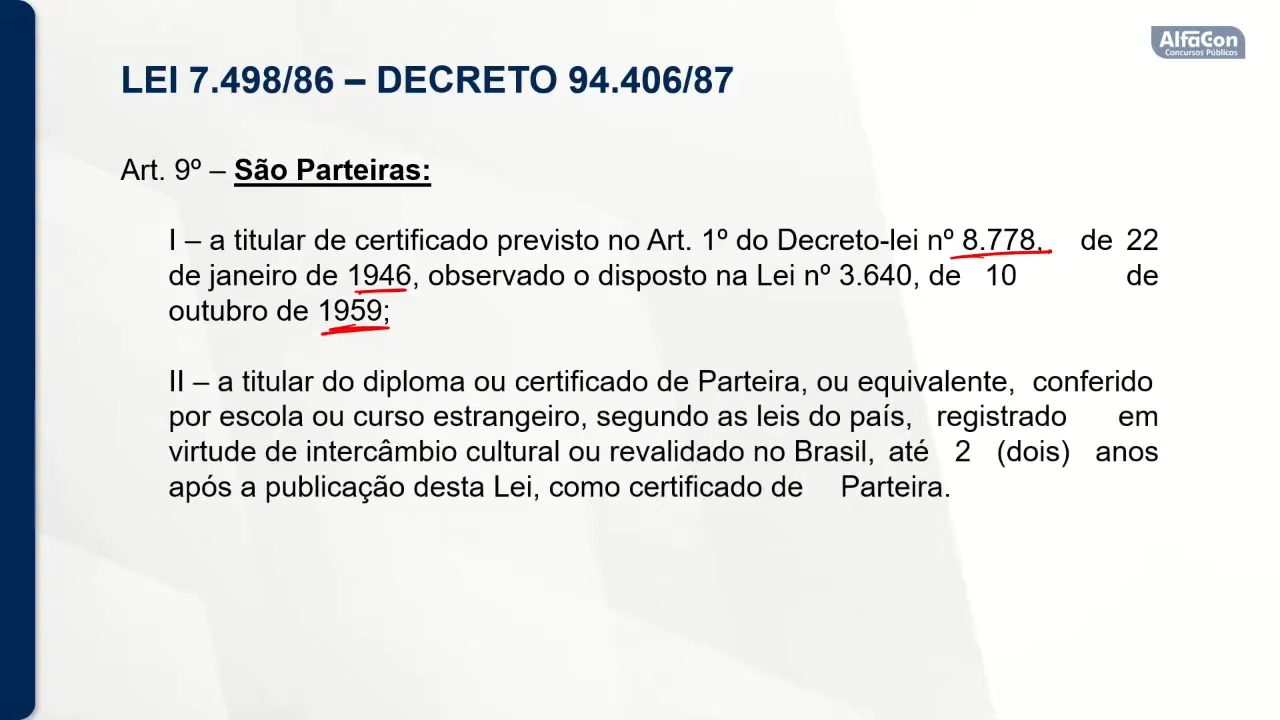 AlfaCon
Concursos Públicos
LEI 7.498/86 – DECRETO 94.406/87
Art. 9º – São Parteiras:
I – a titular de certificado previsto no Art. 1º do Decreto-lei nº 8.778, de 22
de janeiro de 1946, observado o disposto na Lei nº 3.640, de 10 de
outubro de 1959;
II – a titular do diploma ou certificado de Parteira, ou equivalente, conferido
por escola ou curso estrangeiro, segundo as leis do país, registrado em
virtude de intercâmbio cultural ou revalidado no Brasil, até 2 (dois) anos
após a publicação desta Lei, como certificado de Parteira.